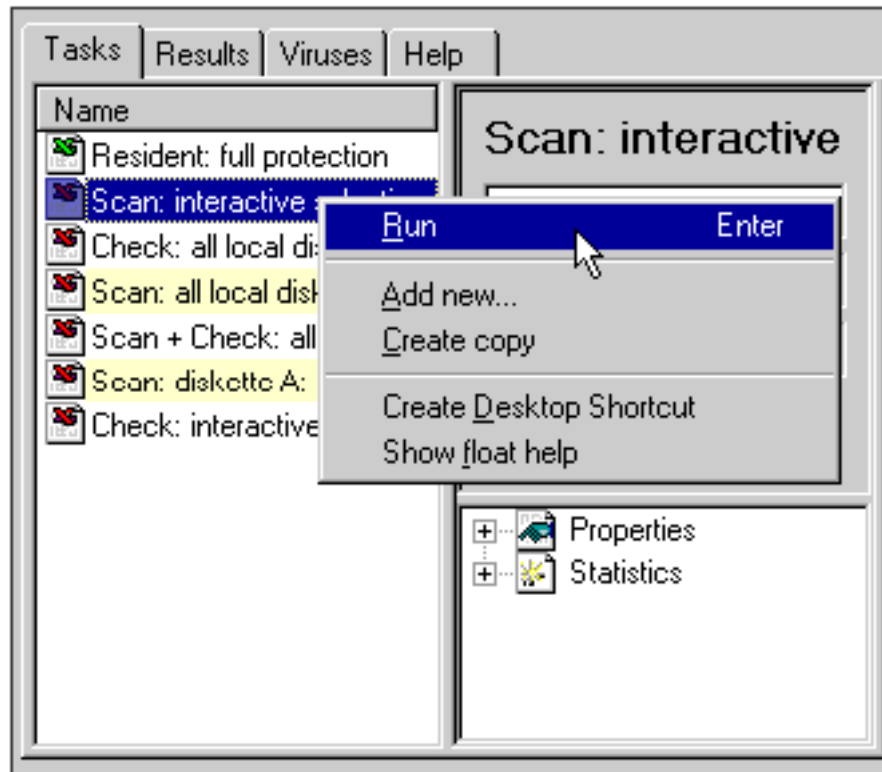 Tasks Results Viruses Help
Name
Resident: full protection
Scan: interactive
Check: all local
Scan: all local
Scan + Check: all
Scan: diskette A:
Check: interactive
Scan: interactive
Run Enter
Add new...
Create copy
Create Desktop Shortcut
Show float help
Properties
Statistics